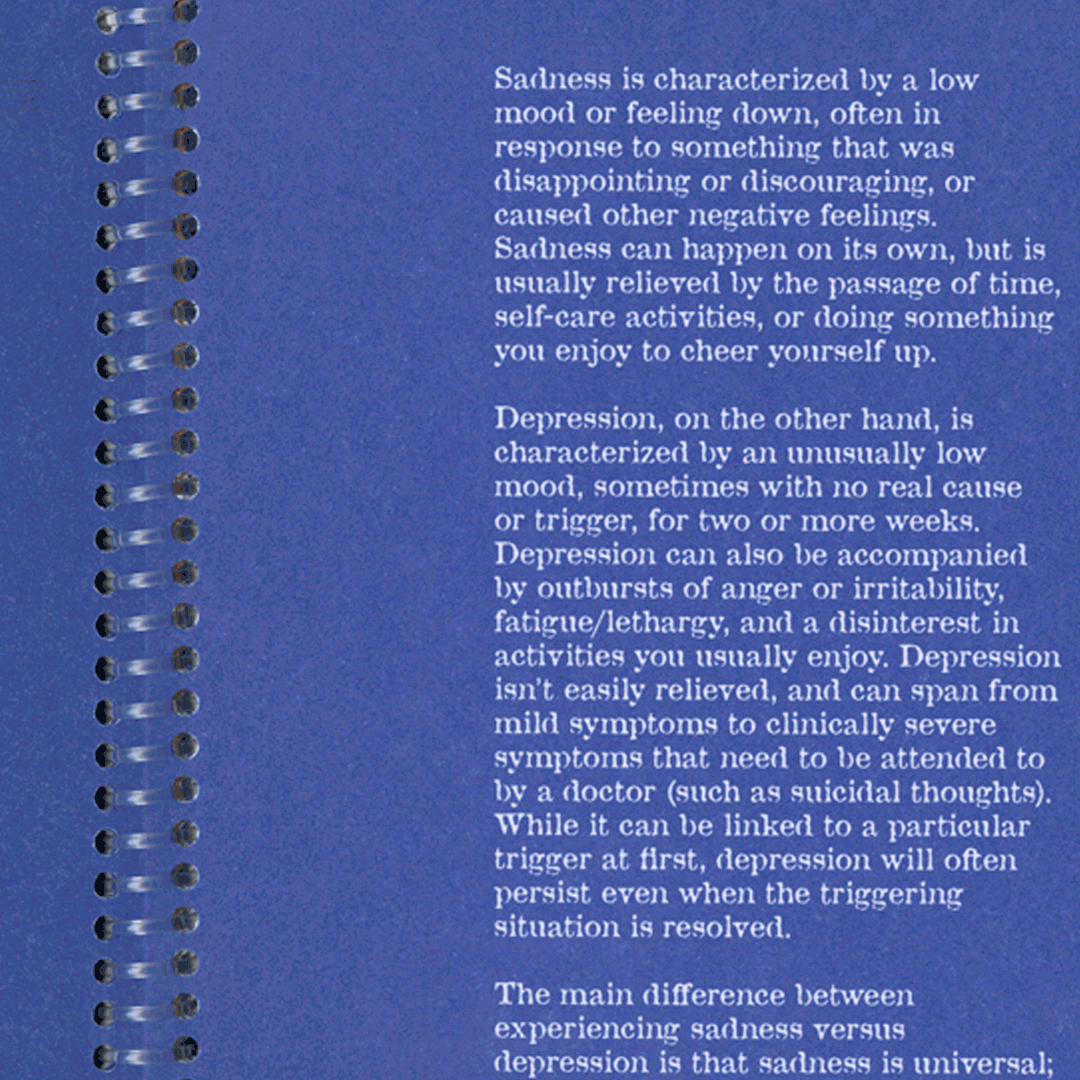 Sadness is characterized by a low
mood or feeling down, often in
response to something that was
disappointing or discouraging, or
caused other negative feelings.
Sadness can happen on its own, but is
usually relieved by the passage of time,
self-care activities, or doing something
you enjoy to cheer yourself up.
Depression, on the other hand, is
characterized by an unusually low
mood, sometimes with no real cause
or trigger, for two or more weeks.
Depression can also be accompanied
by outbursts of anger or irritability,
fatigue/lethargy, and a disinterest in
activities you usually enjoy. Depression
isn't easily relieved, and can span from
mild symptoms to clinically severe
symptoms that need to be attended to
by a doctor (such as suicidal thoughts).
While it can be linked to a particular
trigger at first, depression will often
persist even when the triggering
situation is resolved.
The main difference between
experiencing sadness versus
depression is that sadness is universal;